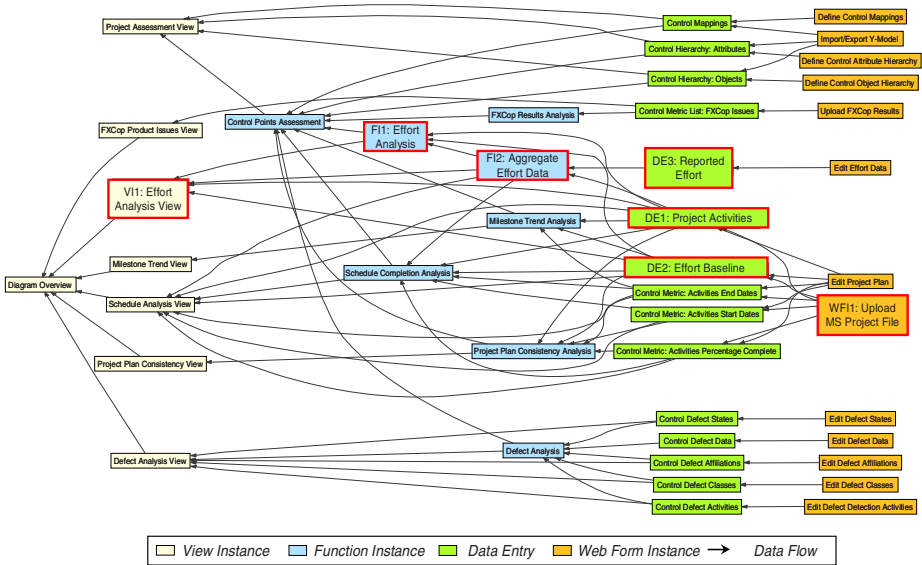 Project Assessment View
Control Mappings
Define Control Mappings
Import/Export Y-Model
Control Hierarchy: Attributes
Define Control Attribute Hierarchy
Control Hierarchy: Objects
Define Control Object Hierarchy
FXCop Product Issues View
Control Points Assessment
FXCop Results Analysis
Control Metric List: FXCop Issues
Upload FXCop Results
FI1: Effort
Analysis
FI2: Aggregate
Effort Data
DE3: Reported
Effort
Edit Effort Data
VI1: Effort
Analysis View
DE1: Project Activities
Milestone Trend Analysis
Milestone Trend View
Schedule Completion Analysis
DE2: Effort Baseline
Edit Project Plan
Diagram Overview
Schedule Analysis View
Control Metric: Activities End Dates
Control Metric: Activities Start Dates
WFI1: Upload
MS Project File
Project Plan Consistency View
Project Plan Consistency Analysis
Control Metric: Activities Percentage Complete
Control Defect States
Edit Defect States
Control Defect Data
Edit Defect Data
Defect Analysis View
Defect Analysis
Control Defect Affiliations
Edit Defect Affiliations
Control Defect Classes
Edit Defect Classes
Control Defect Activities
Edit Defect Detection Activities
View Instance
Function Instance
Data Entry
Web Form Instance
Data Flow